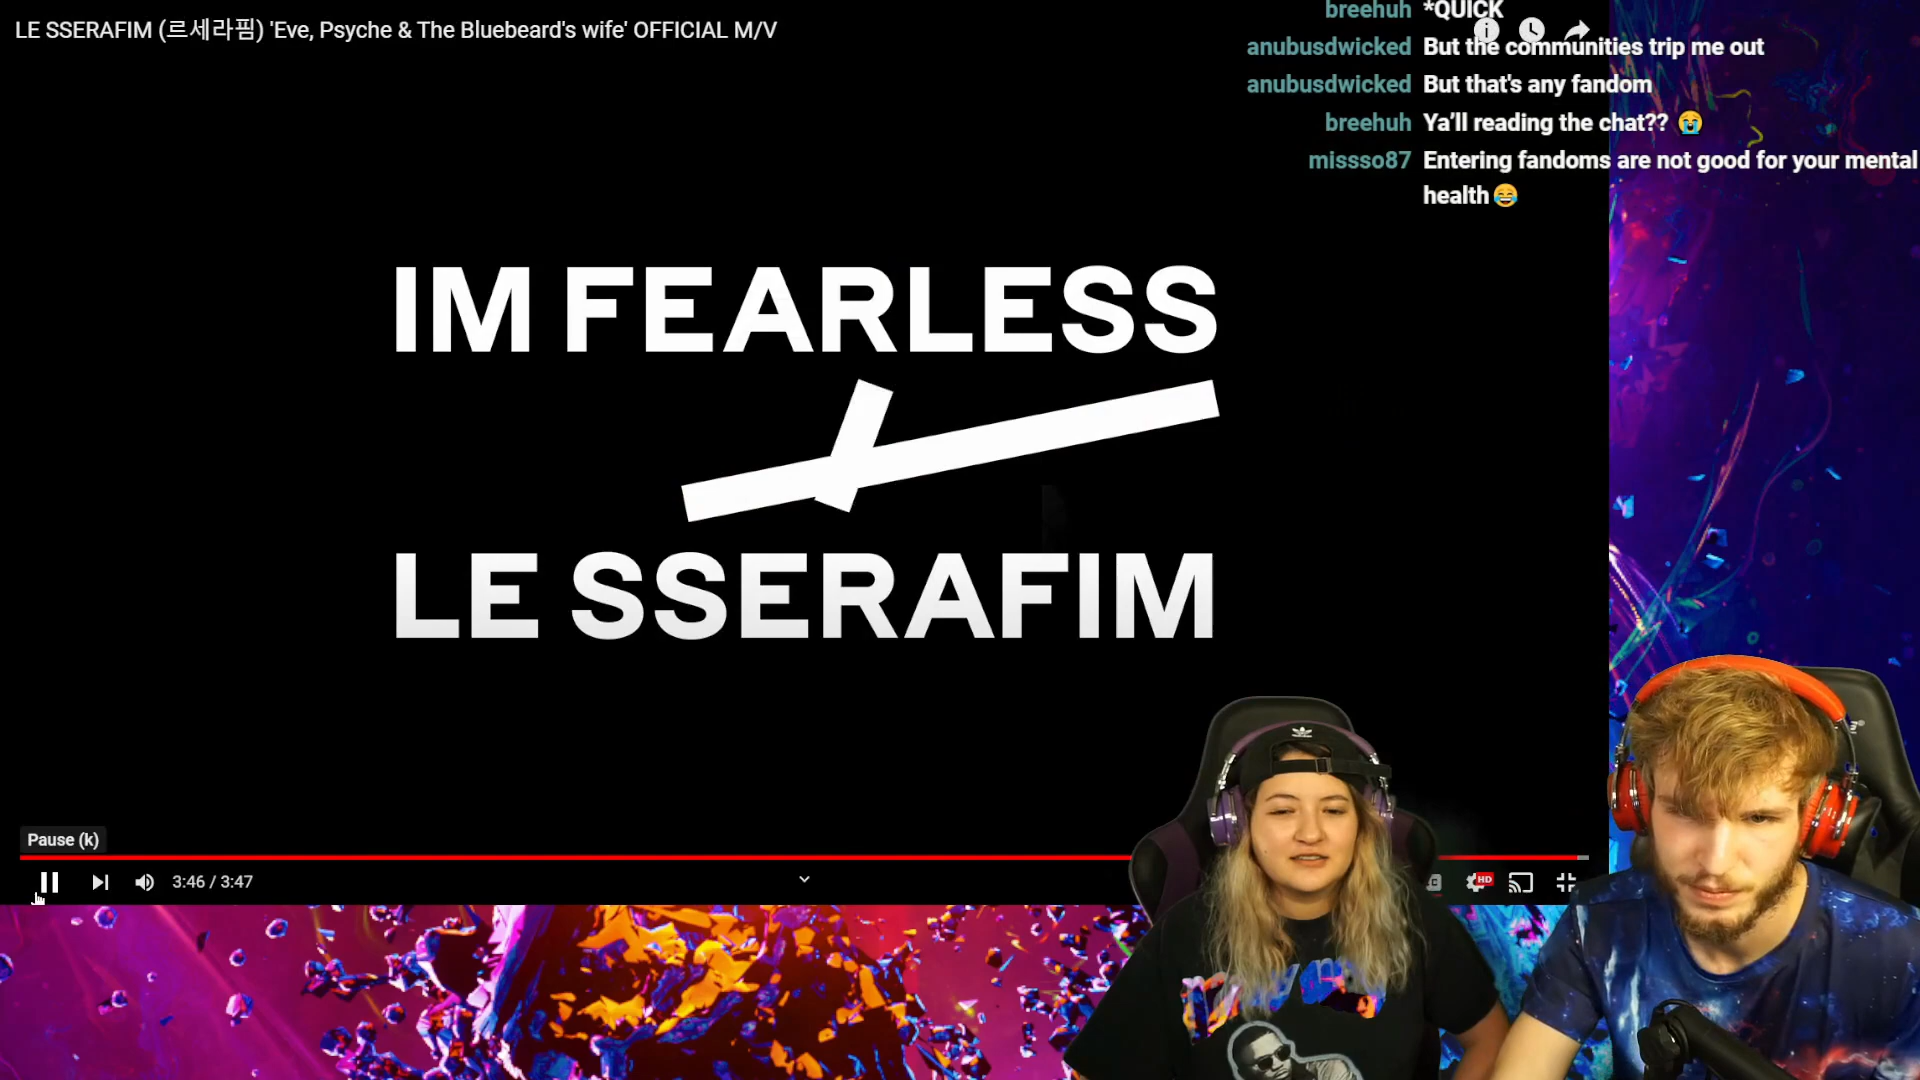 LE SSERAFIM (르세라핌) 'Eve, Psyche & The Bluebeard's wife' OFFICIAL M/V
breehuh *QUICK
anubusdwicked But the communities trip me out
anubusdwicked But that's any fandom
breehuh Ya'll reading the chat?? 😭
missso87 Entering fandoms are not good for your mental
health😂
IM FEARLESS
LE SSERAFIM
Pause (k)
3:46 / 3:47
HD